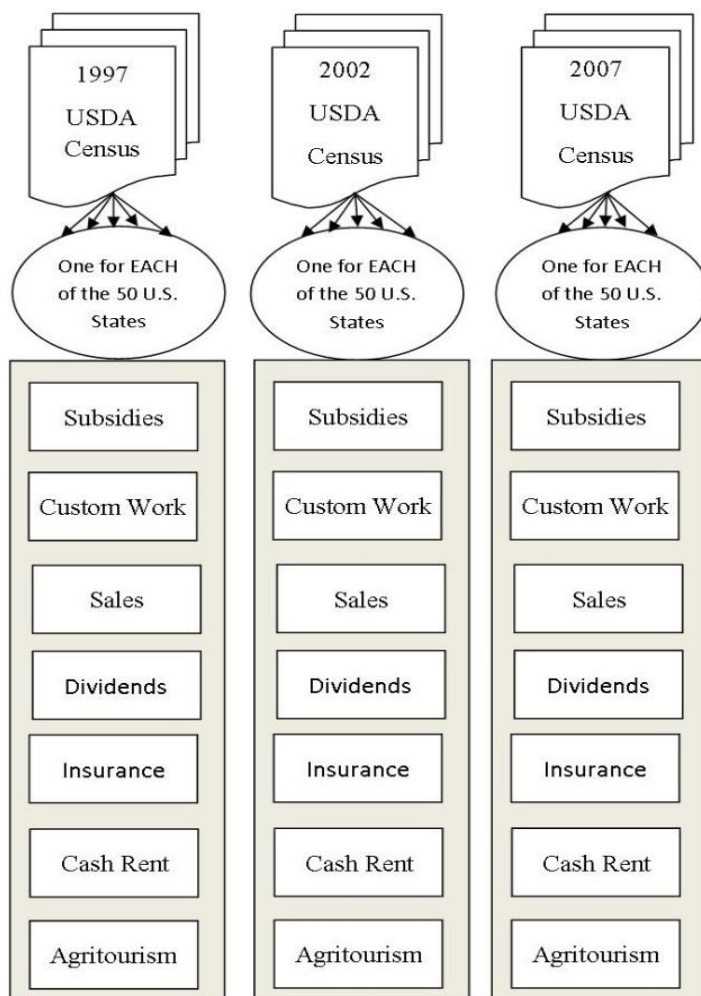 1997
USDA
Census
2002
USDA
Census
2007
USDA
Census
One for EACH
of the 50 U.S.
States
One for EACH
of the 50 U.S.
States
One for EACH
of the 50 U.S.
States
Subsidies
Custom Work
Sales
Dividends
Insurance
Cash Rent
Agritourism
Subsidies
Custom Work
Sales
Dividends
Insurance
Cash Rent
Agritourism
Subsidies
Custom Work
Sales
Dividends
Insurance
Cash Rent
Agritourism